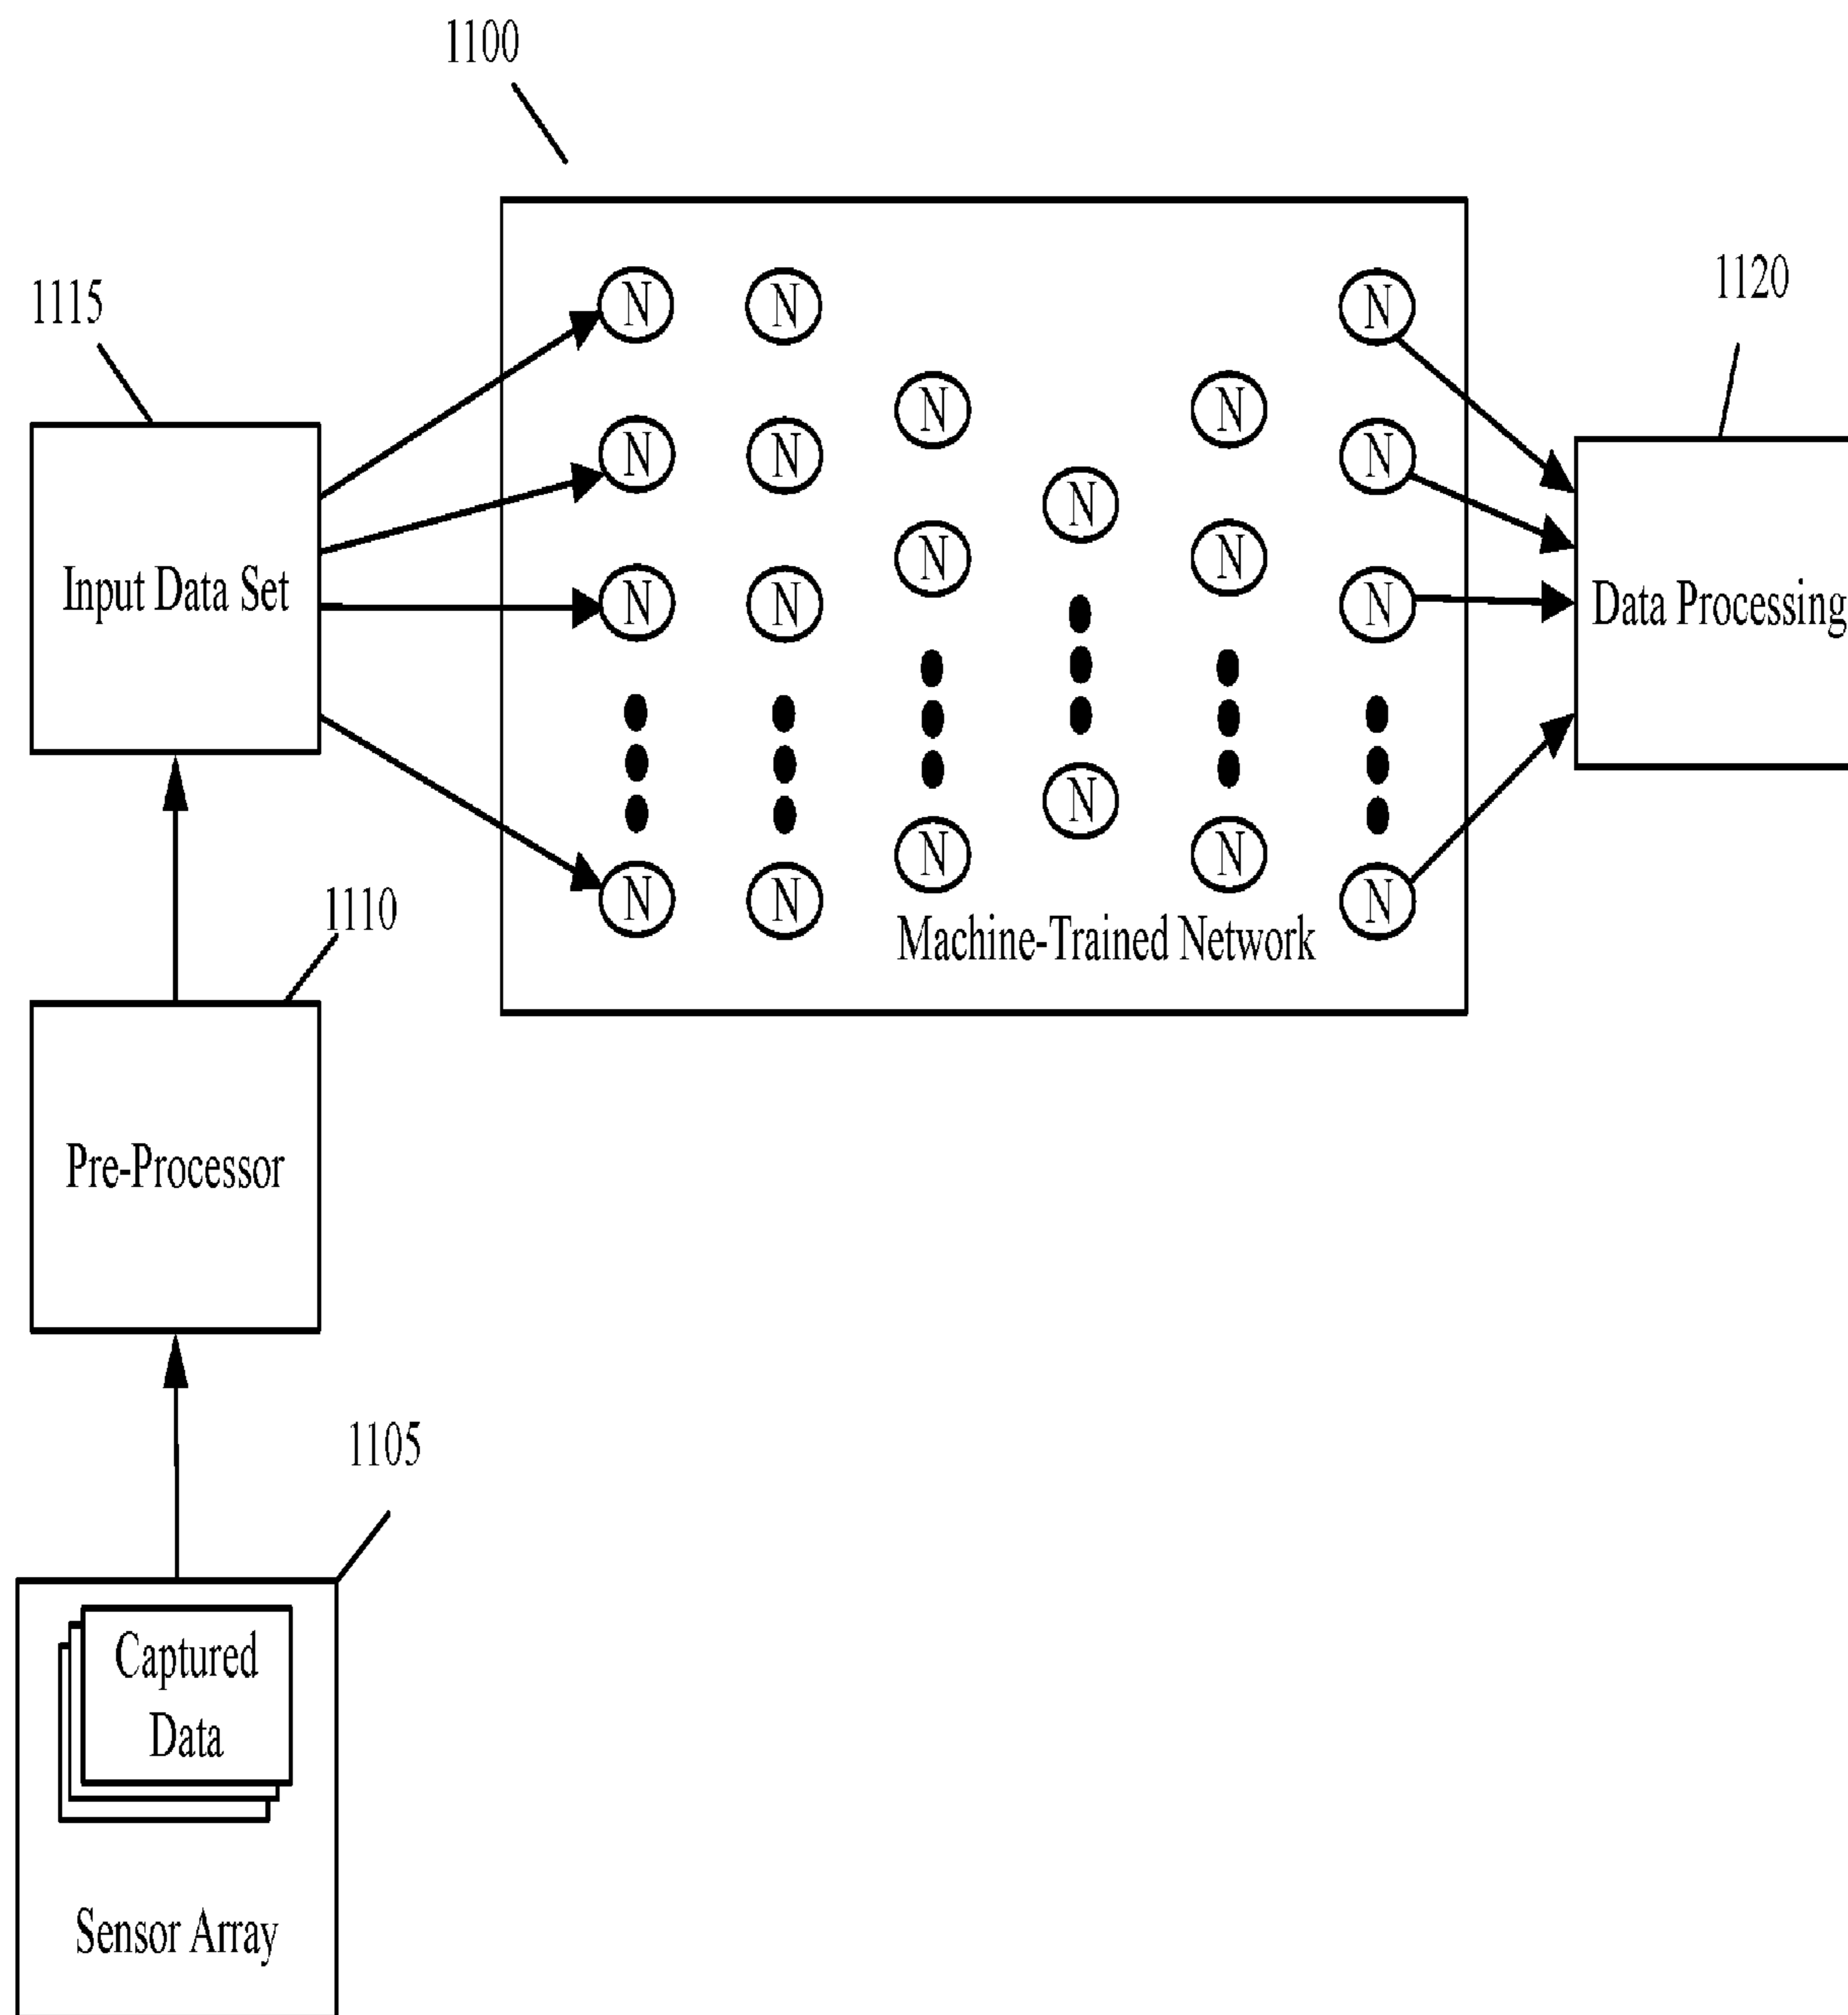 1100
1115
1120
N N N
N N
N N N
N
N N
Input Data Set
N N N
Data Processing
N
N N
N N N
Machine-Trained Network
1110
Pre-Processor
1105
Captured
Data
Sensor Array